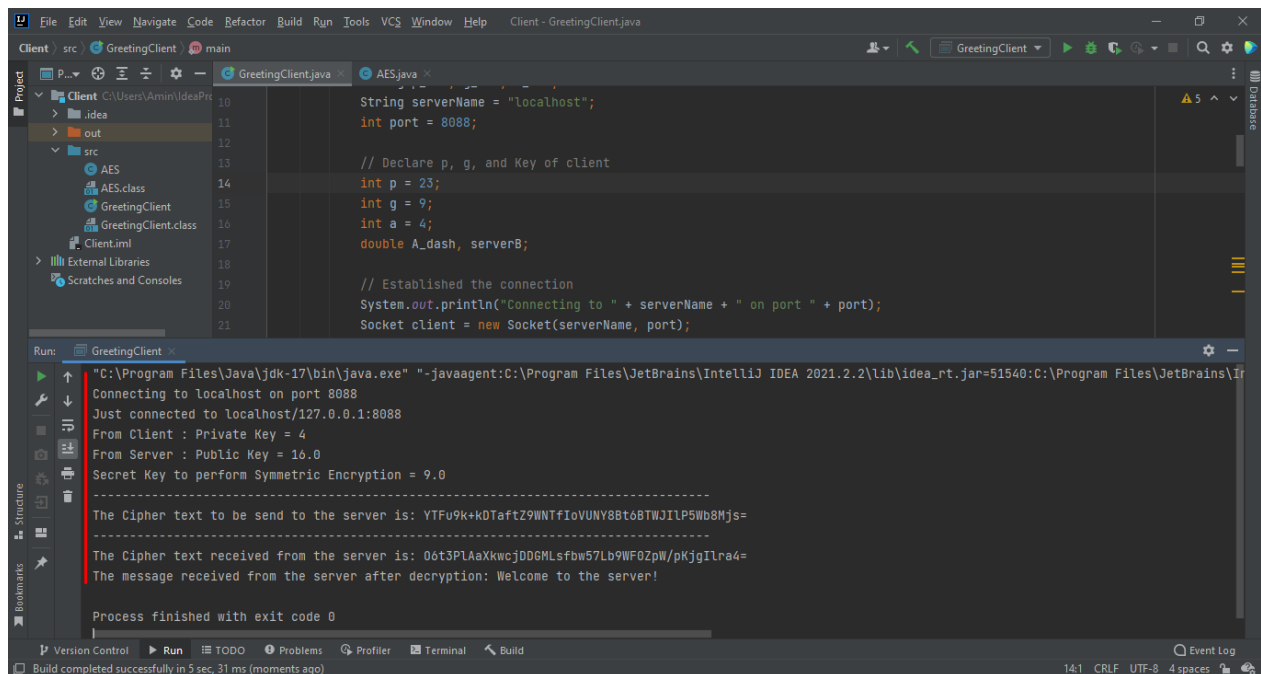 File Edit View Navigate Code Refactor Build Run Tools VCS Window Help Client - GreetingClient.java
Client src GreetingClient main GreetingClient
Project P... GreetingClient.java AES.java
Client C:\Users\Amin\IdeaPro
.idea
out
src
AES
AES.class
GreetingClient
GreetingClient.class
Client.iml
External Libraries
Scratches and Consoles
10 String serverName = "localhost";
11 int port = 8088;
12
13 // Declare p, g, and Key of client
14 int p = 23;
15 int g = 9;
16 int a = 4;
17 double A_dash, serverB;
18
19 // Established the connection
20 System.out.println("Connecting to " + serverName + " on port " + port);
21 Socket client = new Socket(serverName, port);
5
Database
Run: GreetingClient
"C:\Program Files\Java\jdk-17\bin\java.exe" "-javaagent:C:\Program Files\JetBrains\IntelliJ IDEA 2021.2.2\lib\idea_rt.jar=51540:C:\Program Files\JetBrains\In
Connecting to localhost on port 8088
Just connected to localhost/127.0.0.1:8088
From Client : Private Key = 4
From Server : Public Key = 16.0
Secret Key to perform Symmetric Encryption = 9.0
------------------------------------------------------------------------------------
The Cipher text to be send to the server is: YTFu9k+kDTaftZ9WNTfIoVUNY8Bt6BTWJIlP5Wb8Mjs=
------------------------------------------------------------------------------------
The Cipher text received from the server is: O6t3PlAaXkwcjDDGMLsfbw57Lb9WF0ZpW/pKjgIlra4=
The message received from the server after decryption: Welcome to the server!
Process finished with exit code 0
Structure
Bookmarks
Version Control Run TODO Problems Profiler Terminal Build Event Log
Build completed successfully in 5 sec, 31 ms (moments ago) 14:1 CRLF UTF-8 4 spaces